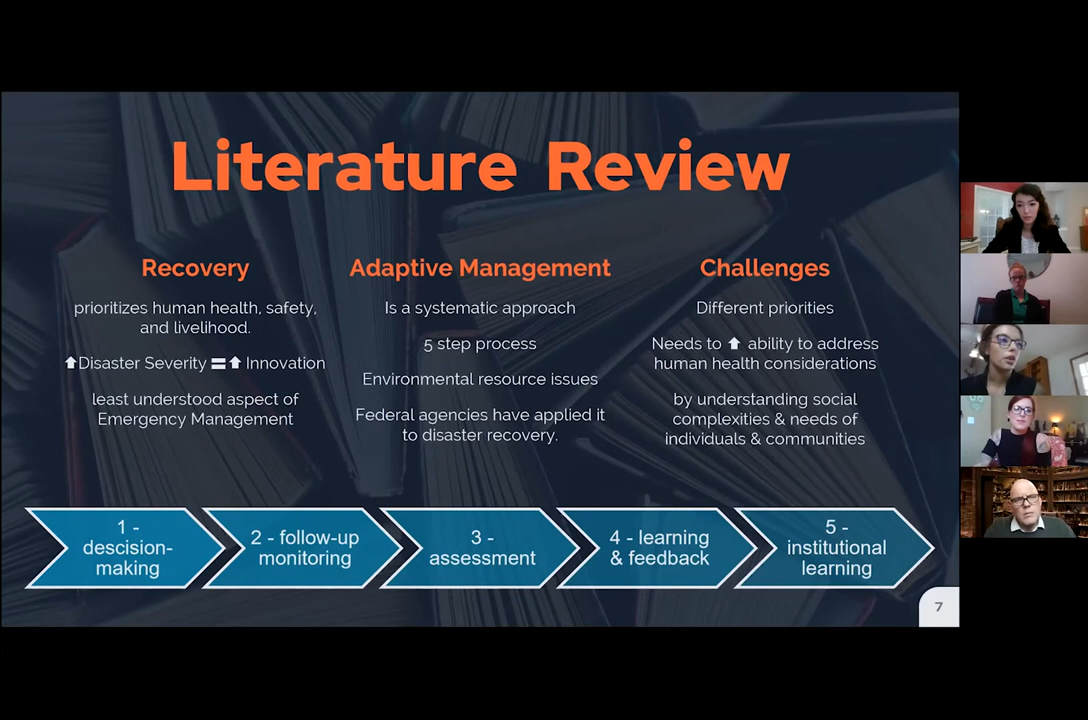 Literature Review
Recovery
prioritizes human health, safety,
and livelihood.
⬆Disaster Severity =⬆ Innovation
least understood aspect of
Emergency Management
Adaptive Management
Is a systematic approach
5 step process
Environmental resource issues
Federal agencies have applied it
to disaster recovery.
Challenges
Different priorities
Needs to ⬆ ability to address
human health considerations
by understanding social
complexities & needs of
individuals & communities
1 -
descision-
making
2 - follow-up
monitoring
3 -
assessment
4 - learning
& feedback
5 -
institutional
learning
7